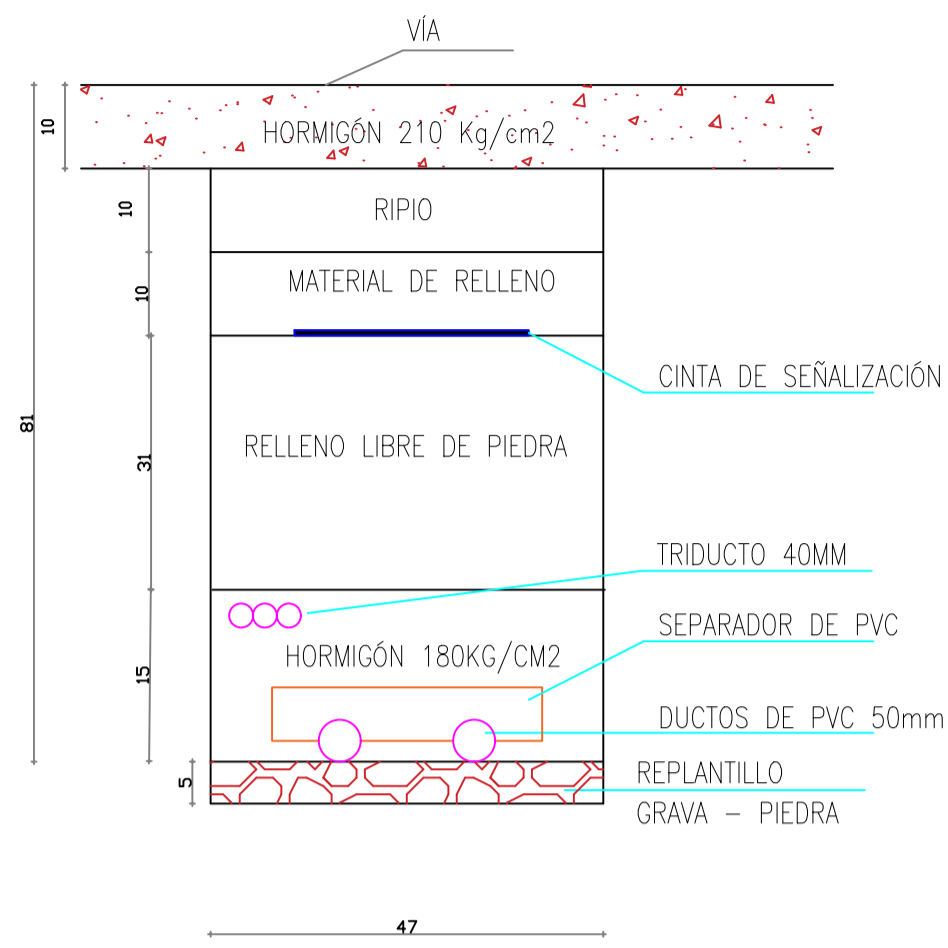 VÍA
10
HORMIGÓN 210 Kg/cm2
10
RIPIO
10
MATERIAL DE RELLENO
CINTA DE SEÑALIZACIÓN
81
31
RELLENO LIBRE DE PIEDRA
TRIDUCTO 40MM
SEPARADOR DE PVC
15
HORMIGÓN 180KG/CM2
DUCTOS DE PVC 50mm
5
REPLANTILLO
GRAVA – PIEDRA
47